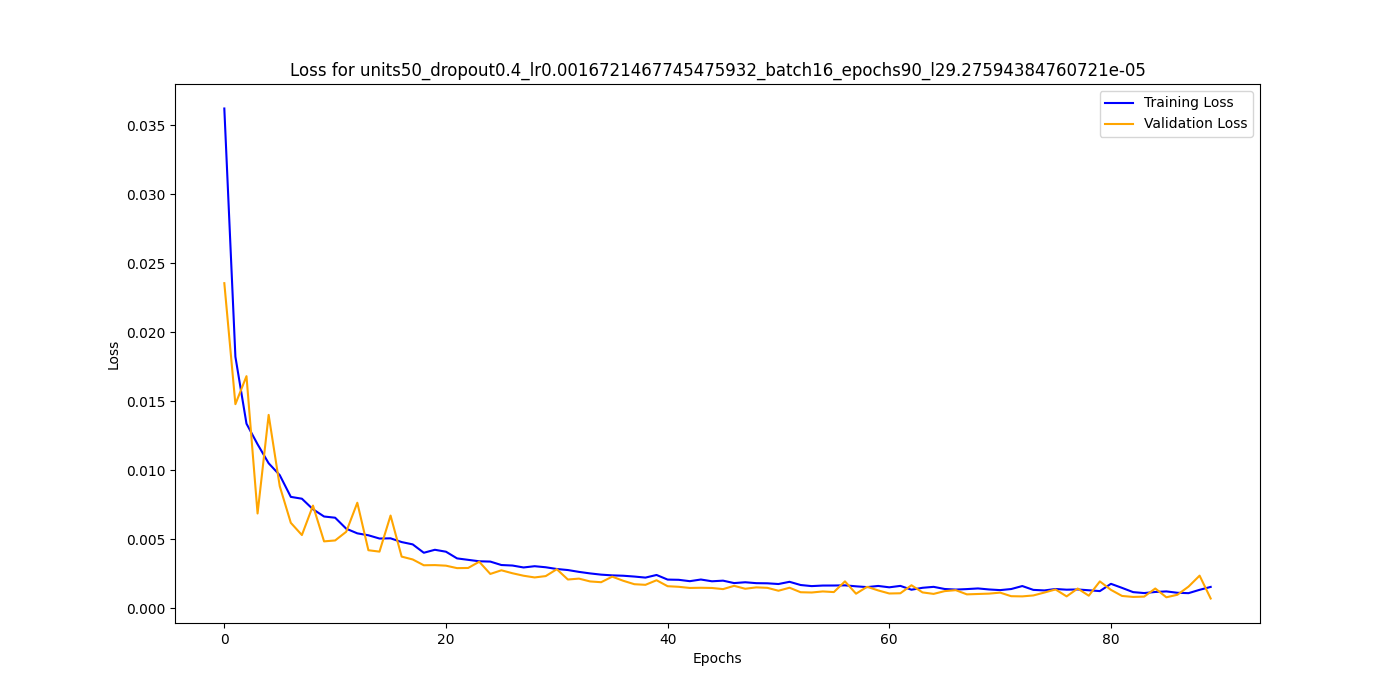 Loss for units50_dropout0.4_lr0.0016721467745475932_batch16_epochs90_l29.27594384760721e-05
Training Loss
Validation Loss
0.035
0.030
0.025
0.020
0.015
0.010
0.005
0.000
Loss
0 20 40 60 80
Epochs